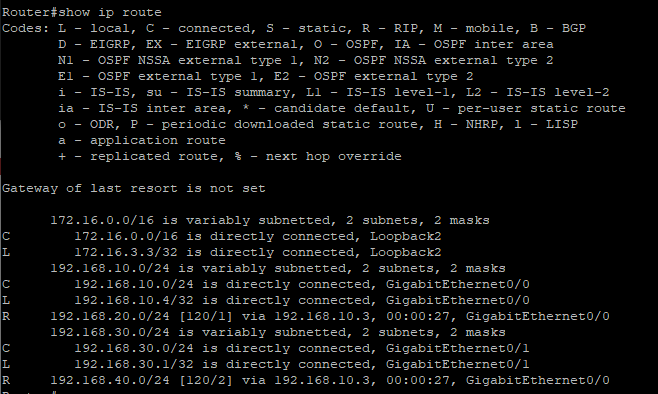 Router#show ip route
Codes: L - local, C - connected, S - static, R - RIP, M - mobile, B - BGP
D - EIGRP, EX - EIGRP external, O - OSPF, IA - OSPF inter area
N1 - OSPF NSSA external type 1, N2 - OSPF NSSA external type 2
E1 - OSPF external type 1, E2 - OSPF external type 2
i - IS-IS, su - IS-IS summary, L1 - IS-IS level-1, L2 - IS-IS level-2
ia - IS-IS inter area, * - candidate default, U - per-user static route
o - ODR, P - periodic downloaded static route, H - NHRP, l - LISP
a - application route
+ - replicated route, % - next hop override
Gateway of last resort is not set
172.16.0.0/16 is variably subnetted, 2 subnets, 2 masks
C 172.16.0.0/16 is directly connected, Loopback2
L 172.16.3.3/32 is directly connected, Loopback2
192.168.10.0/24 is variably subnetted, 2 subnets, 2 masks
C 192.168.10.0/24 is directly connected, GigabitEthernet0/0
L 192.168.10.4/32 is directly connected, GigabitEthernet0/0
R 192.168.20.0/24 [120/1] via 192.168.10.3, 00:00:27, GigabitEthernet0/0
192.168.30.0/24 is variably subnetted, 2 subnets, 2 masks
C 192.168.30.0/24 is directly connected, GigabitEthernet0/1
L 192.168.30.1/32 is directly connected, GigabitEthernet0/1
R 192.168.40.0/24 [120/2] via 192.168.10.3, 00:00:27, GigabitEthernet0/0